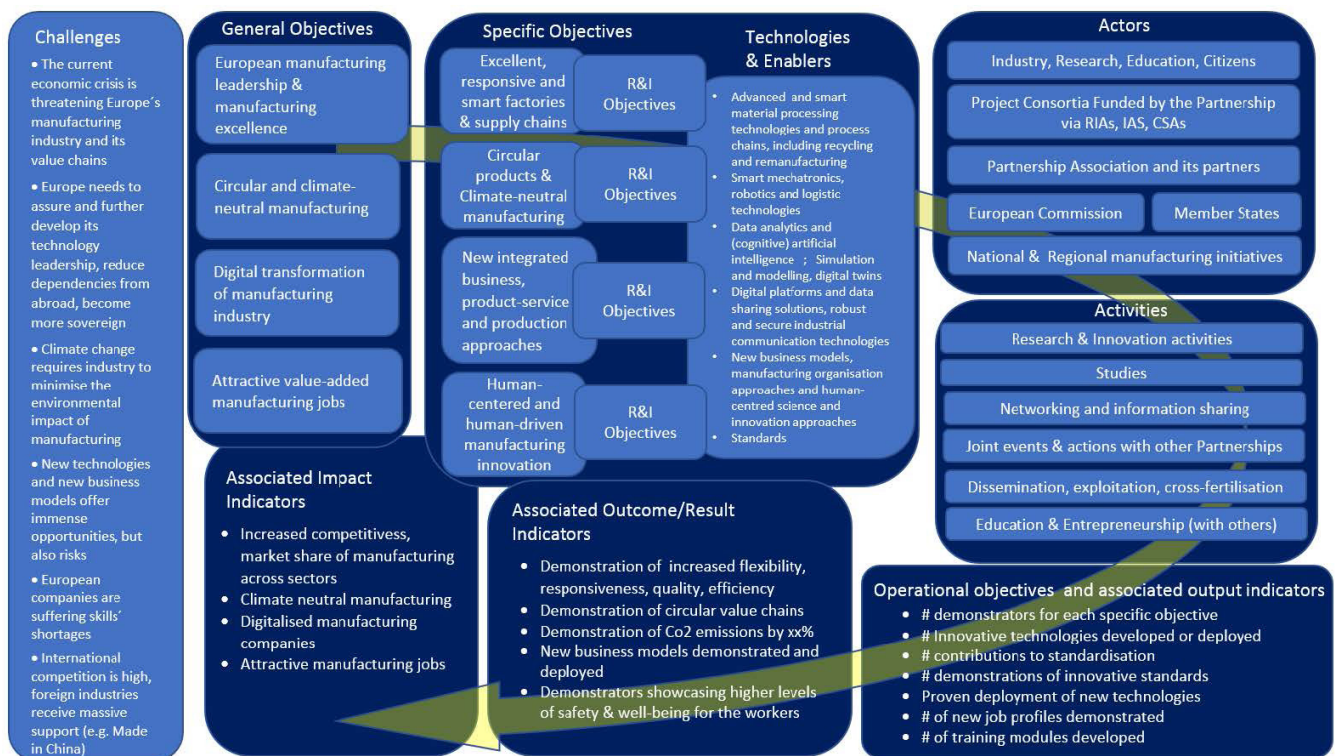 Challenges
• The current
economic crisis is
threatening Europe´s
manufacturing
industry and its
value chains
• Europe needs to
assure and further
develop its
technology
leadership, reduce
dependencies from
abroad, become
more sovereign
• Climate change
requires industry to
minimise the
environmental
impact of
manufacturing
• New technologies
and new business
models offer
immense
opportunities, but
also risks
• European
companies are
suffering skills´
shortages
• International
competition is high,
foreign industries
receive massive
support (e.g. Made
in China)
General Objectives
European manufacturing
leadership &
manufacturing
excellence
Circular and climate-
neutral manufacturing
Digital transformation
of manufacturing
industry
Attractive value-added
manufacturing jobs
Specific Objectives
Excellent,
responsive and
smart factories
& supply chains
R&I
Objectives
Circular
products &
Climate-neutral
manufacturing
R&I
Objectives
New integrated
business,
product-service
and production
approaches
R&I
Objectives
Human-
centered and
human-driven
manufacturing
innovation
R&I
Objectives
Technologies
& Enablers
• Advanced and smart
material processing
technologies and process
chains, including recycling
and remanufacturing
• Smart mechatronics,
robotics and logistic
technologies
• Data analytics and
(cognitive) artificial
intelligence ; Simulation
and modelling, digital twins
• Digital platforms and data
sharing solutions, robust
and secure industrial
communication technologies
• New business models,
manufacturing organisation
approaches and human-
centred science and
innovation approaches
• Standards
Actors
Industry, Research, Education, Citizens
Project Consortia Funded by the Partnership
via RIAs, IAS, CSAs
Partnership Association and its partners
European Commission
Member States
National & Regional manufacturing initiatives
Activities
Research & Innovation activities
Studies
Networking and information sharing
Joint events & actions with other Partnerships
Dissemination, exploitation, cross-fertilisation
Education & Entrepreneurship (with others)
Associated Impact
Indicators
• Increased competitivess,
market share of manufacturing
across sectors
• Climate neutral manufacturing
• Digitalised manufacturing
companies
• Attractive manufacturing jobs
Associated Outcome/Result
Indicators
• Demonstration of increased flexibility,
responsiveness, quality, efficiency
• Demonstration of circular value chains
• Demonstration of Co2 emissions by xx%
• New business models demonstrated and
deployed
• Demonstrators showcasing higher levels
of safety & well-being for the workers
Operational objectives and associated output indicators
• # demonstrators for each specific objective
• # Innovative technologies developed or deployed
• # contributions to standardisation
• # demonstrations of innovative standards
• Proven deployment of new technologies
• # of new job profiles demonstrated
• # of training modules developed